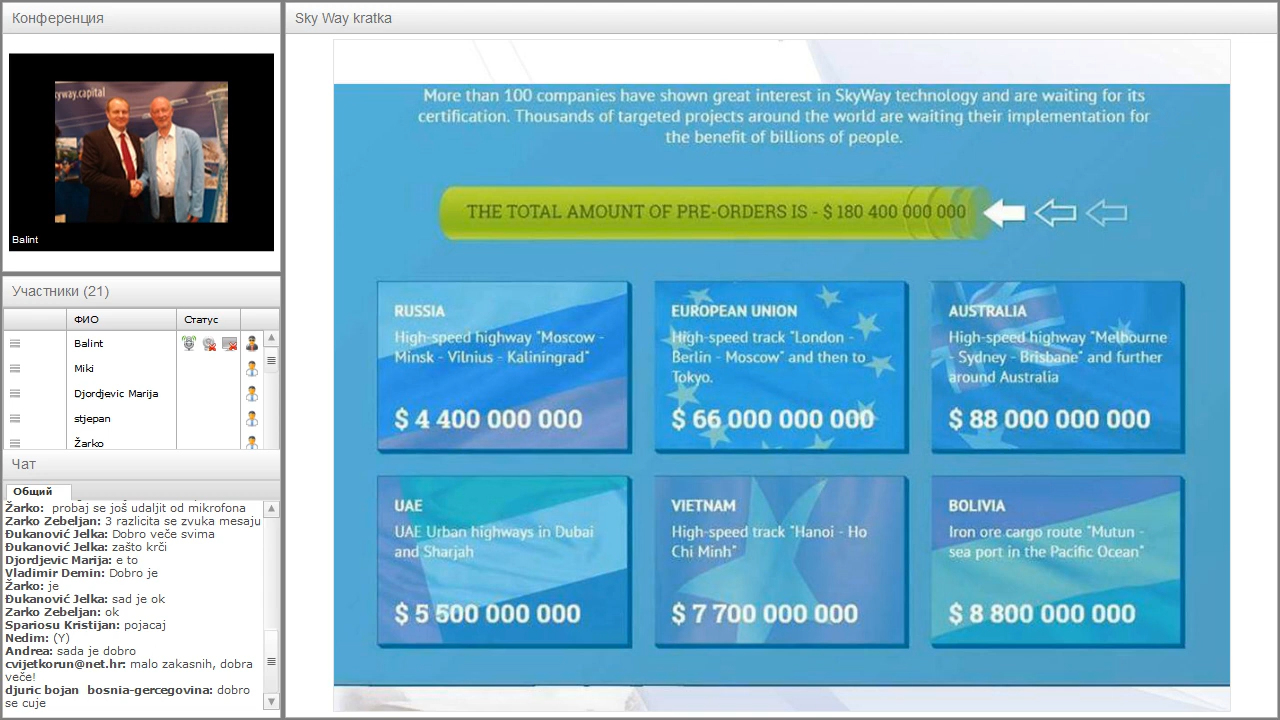 Конференция
kyway.capital
Balint
Участники (21)
ФИО
Статус
Balint
Miki
Djordjevic Marija
stjepan
Žarko
Чат
Общий
Žarko: probaj se još udaljit od mikrofona
Zarko Zebeljan: 3 razlicita se zvuka mesaju
Đukanović Jelka: Dobro veče svima
Đukanović Jelka: zašto krči
Djordjevic Marija: e to
Vladimir Demin: Dobro je
Žarko: je
Đukanović Jelka: sad je ok
Zarko Zebeljan: ok
Spariosu Kristijan: pojacaj
Nedim: (Y)
Andrea: sada je dobro
cvijetkorun@net.hr: malo zakasnih, dobra
veče!
djuric bojan bosnia-gercegovina: dobro
se cuje
Sky Way kratka
More than 100 companies have shown great interest in SkyWay technology and are waiting for its
certification. Thousands of targeted projects around the world are waiting their implementation for
the benefit of billions of people.
THE TOTAL AMOUNT OF PRE-ORDERS IS - $ 180 400 000 000
RUSSIA
High-speed highway "Moscow -
Minsk - Vilnius - Kaliningrad"
$ 4 400 000 000
EUROPEAN UNION
High-speed track "London -
Berlin - Moscow" and then to
Tokyo.
$ 66 000 000 000
AUSTRALIA
High-speed highway "Melbourne
- Sydney - Brisbane" and further
around Australia
$ 88 000 000 000
UAE
UAE Urban highways in Dubai
and Sharjah
$ 5 500 000 000
VIETNAM
High-speed track "Hanoi - Ho
Chi Minh"
$ 7 700 000 000
BOLIVIA
Iron ore cargo route "Mutun -
sea port in the Pacific Ocean"
$ 8 800 000 000